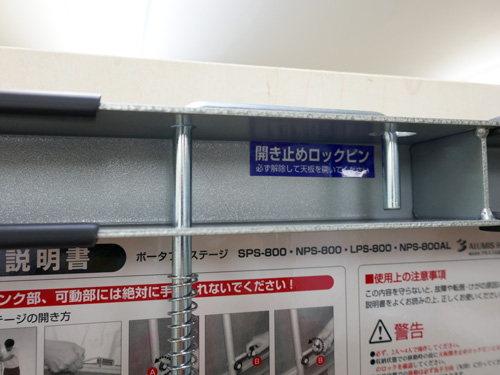 開き止めロックピン
必ず解除して天板を開いてください
説明書
ポータブルステージ SPS-800・NPS-800・LPS-800・NPS-800AL
ンク部、可動部には絶対に手 れないでください!
テージの開き方
■使用上の注意事項
この内容を守らないと、故障や転倒・けがの原因
説明書をよくお読みの上、正しくお使いください
警告
A
B
B